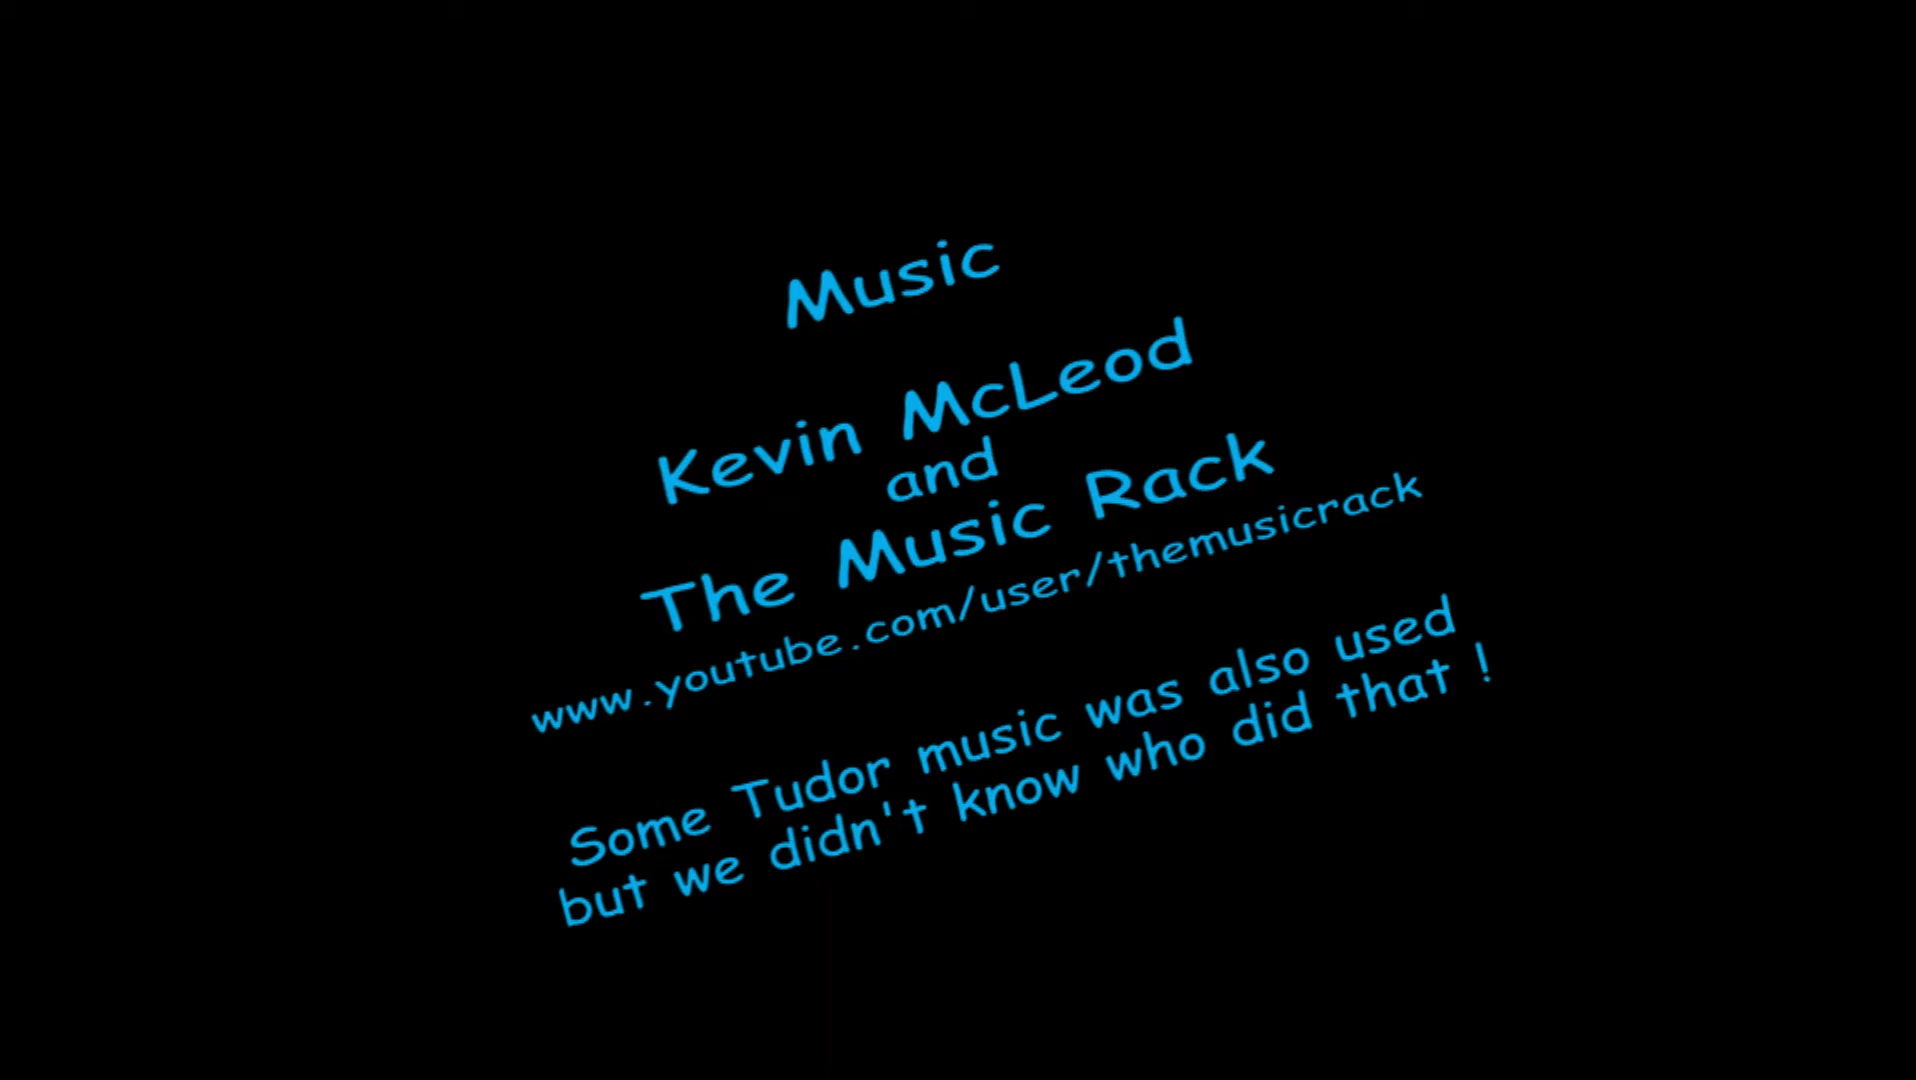 Music
Kevin McLeod
and
The Music Rack
www.youtube.com/user/themusicrack
Some Tudor music was also used
but we didn't know who did that !